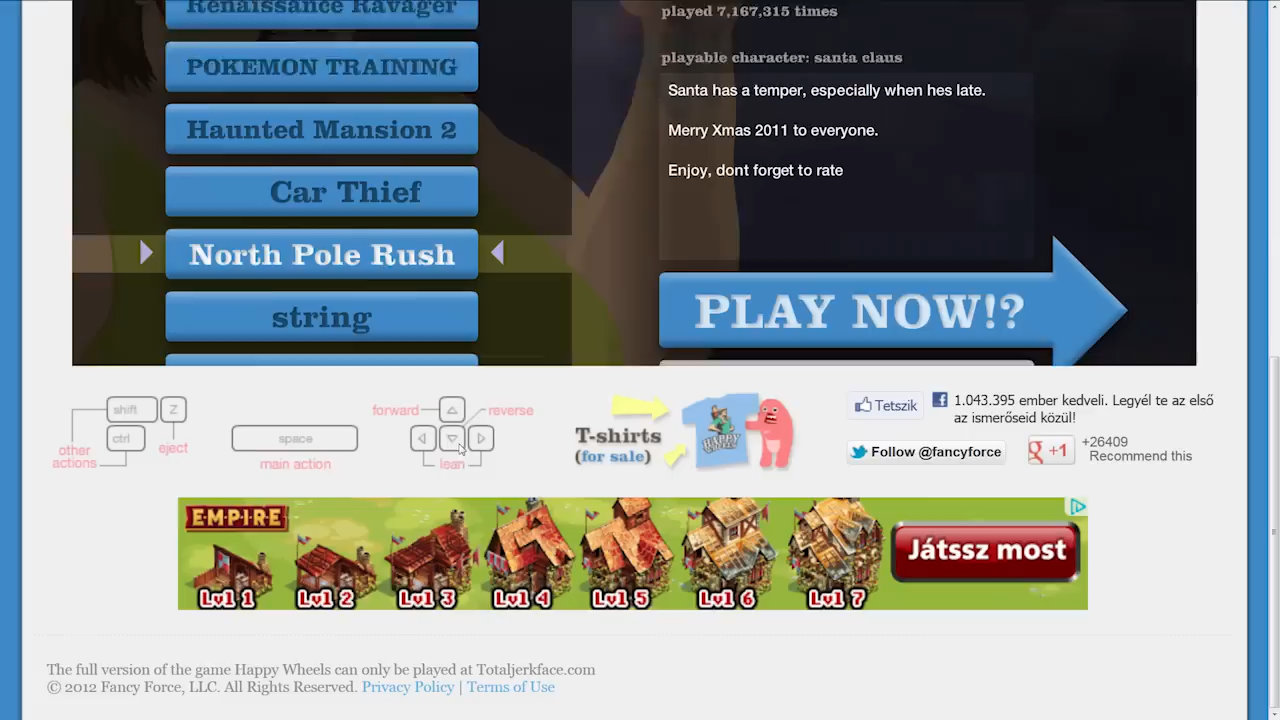 Renaissance Ravager
POKEMON TRAINING
Haunted Mansion 2
Car Thief
North Pole Rush
string
played 7,167,315 times
playable character: santa claus
Santa has a temper, especially when hes late.
Merry Xmas 2011 to everyone.
Enjoy, dont forget to rate
PLAY NOW!?
shift
Z
ctrl
other
actions
eject
space
main action
forward
reverse
lean
T-shirts
(for sale)
HAPPY
WHEELS
Tetszik
1.043.395 ember kedveli. Legyél te az első
az ismerőseid közül!
Follow @fancyforce
g +1
+26409
Recommend this
EMPIRE
Lvl 1
Lvl 2
Lvl 3
Lvl 4
Lvl 5
Lvl 6
Lvl 7
Játssz most
The full version of the game Happy Wheels can only be played at Totaljerkface.com
© 2012 Fancy Force, LLC. All Rights Reserved. Privacy Policy | Terms of Use